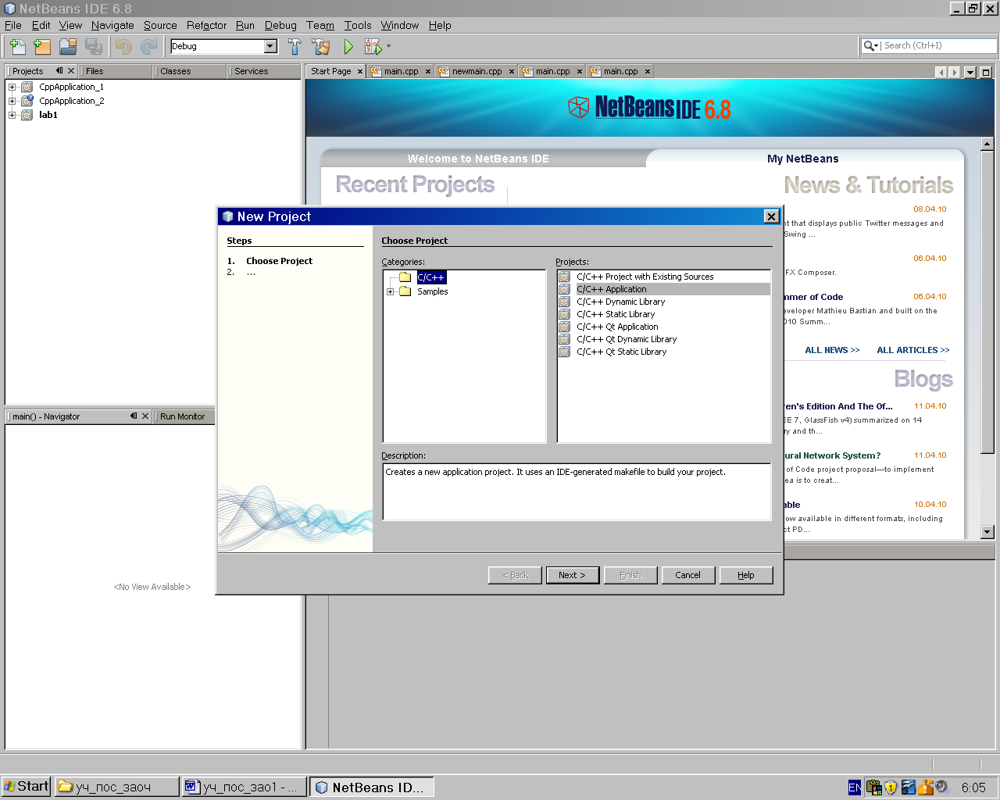 NetBeans IDE 6.8
File Edit View Navigate Source Refactor Run Debug Team Tools Window Help
Debug
Search (Ctrl+I)
Projects Files Classes Services
Start Page main.cpp newmain.cpp main.cpp main.cpp
CppApplication_1
CppApplication_2
lab1
NetBeans IDE 6.8
Welcome to NetBeans IDE
My NetBeans
Recent Projects
News & Tutorials
08.04.10
nt that displays public Twitter messages and
Swing ...
06.04.10
FX Composer.
mmer of Code 06.04.10
eveloper Mathieu Bastian and built on the
010 Summ...
ALL NEWS >> ALL ARTICLES >>
Blogs
ren's Edition And The Of... 11.04.10
EE 7, GlassFish v4) summarized on 14
ry and th...
ural Network System? 11.04.10
of Code project proposal—to implement
ea is to creat...
able 10.04.10
ow available in different formats, including
ct PD...
New Project
Steps
1. Choose Project
2. ...
Choose Project
Categories:
C/C++
Samples
Projects:
C/C++ Project with Existing Sources
C/C++ Application
C/C++ Dynamic Library
C/C++ Static Library
C/C++ Qt Application
C/C++ Qt Dynamic Library
C/C++ Qt Static Library
Description:
Creates a new application project. It uses an IDE-generated makefile to build your project.
< Back Next > Finish Cancel Help
main() - Navigator Run Monitor
<No View Available>
Start уч_пос_заоч уч_пос_зао1 - ... NetBeans ID... EN 6:05